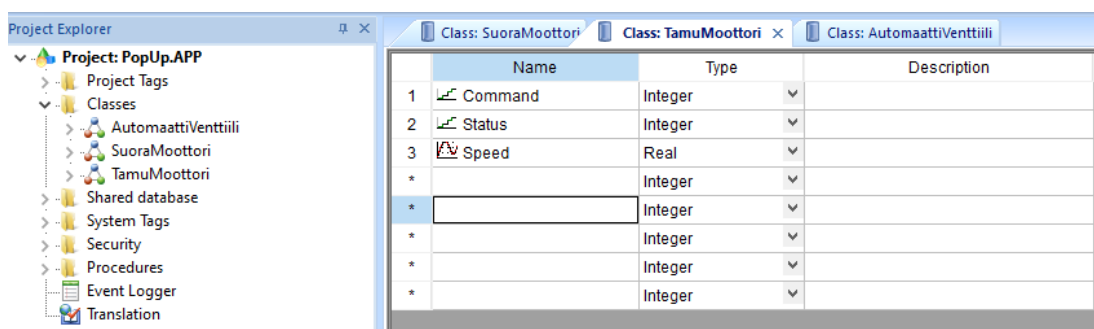 Project Explorer
Project: PopUp.APP
Project Tags
Classes
AutomaattiVenttiili
SuoraMoottori
TamuMoottori
Shared database
System Tags
Security
Procedures
Event Logger
Translation
Class: SuoraMoottori Class: TamuMoottori × Class: AutomaattiVenttiili
Name Type Description
1 Command Integer
2 Status Integer
3 Speed Real
* Integer
* Integer
* Integer
* Integer
* Integer